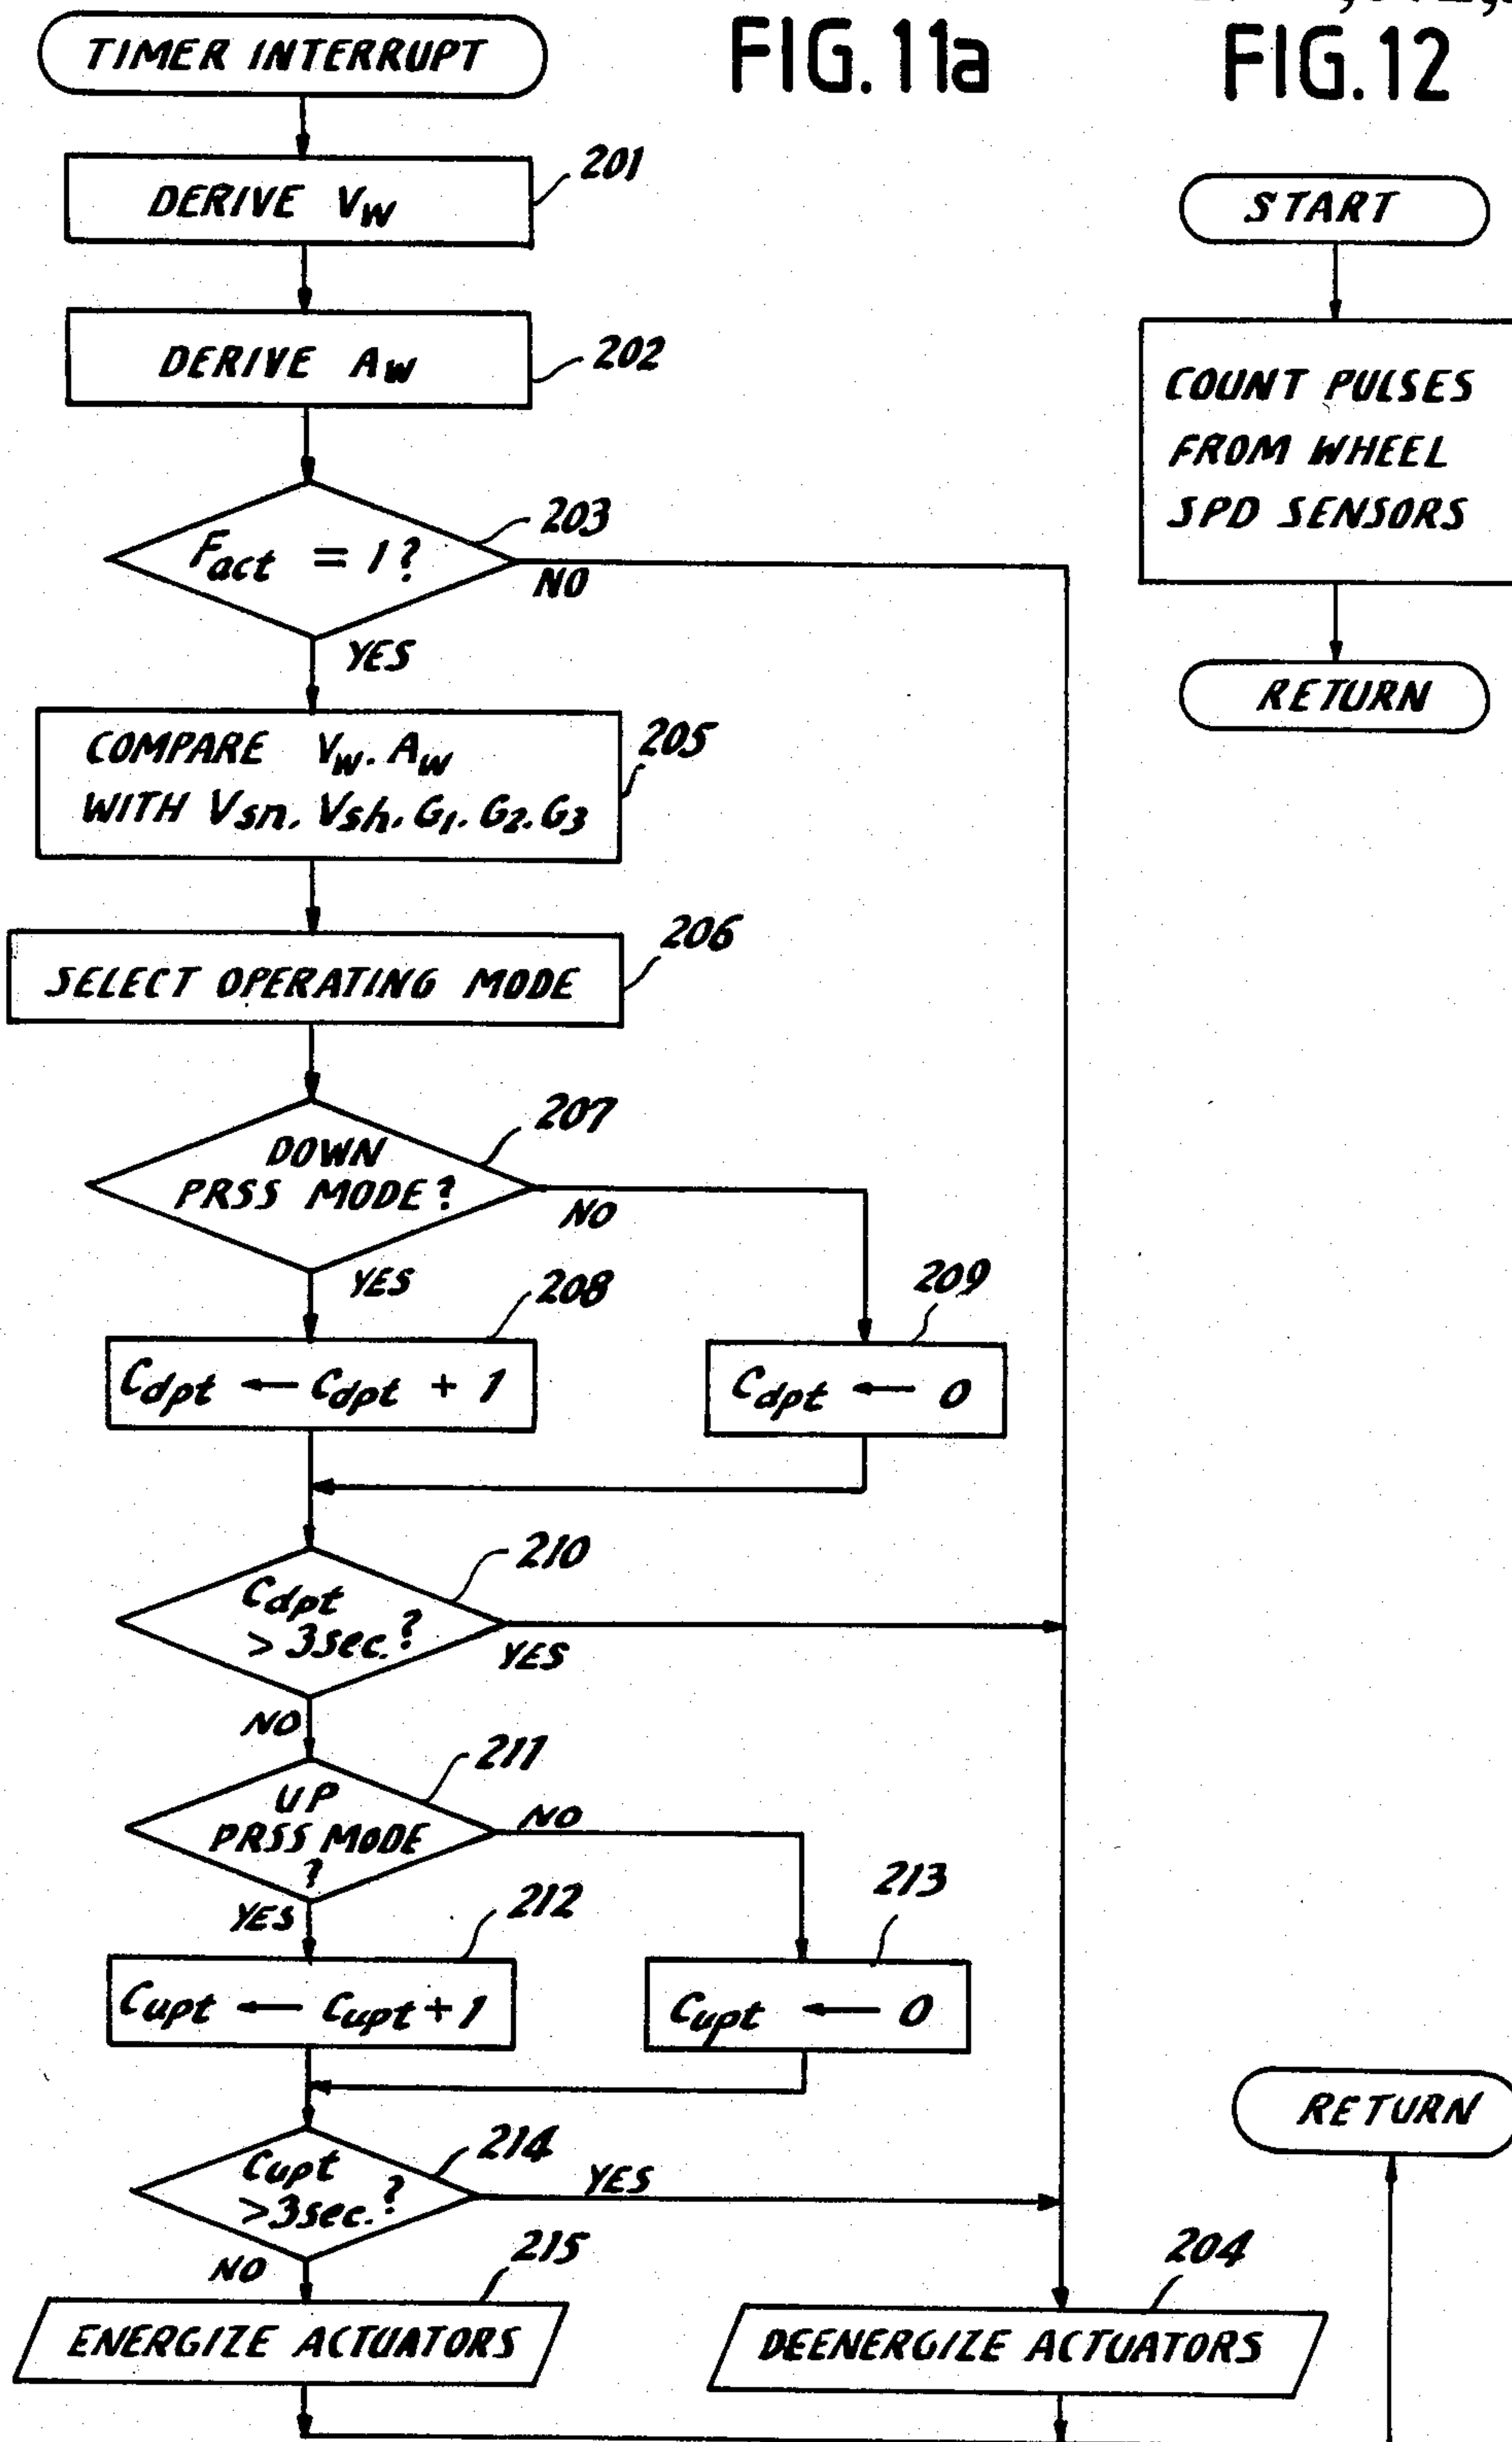 FIG.11a
FIG.12
TIMER INTERRUPT
201
DERIVE Vw
202
DERIVE Aw
203
Fact = 1?
NO
YES
205
COMPARE Vw. Aw
WITH Vsn. Vsh. G1. G2. G3
206
SELECT OPERATING MODE
207
DOWN
PRSS MODE?
NO
YES
208
Cdpt ← Cdpt + 1
209
Cdpt ← 0
210
Cdpt
> 3sec.?
YES
NO
211
UP
PRSS MODE
?
NO
YES
212
Cupt ← Cupt + 1
213
Cupt ← 0
214
Cupt
>3sec.?
YES
NO
215
ENERGIZE ACTUATORS
204
DEENERGIZE ACTUATORS
START
COUNT PULSES
FROM WHEEL
SPD SENSORS
RETURN
RETURN